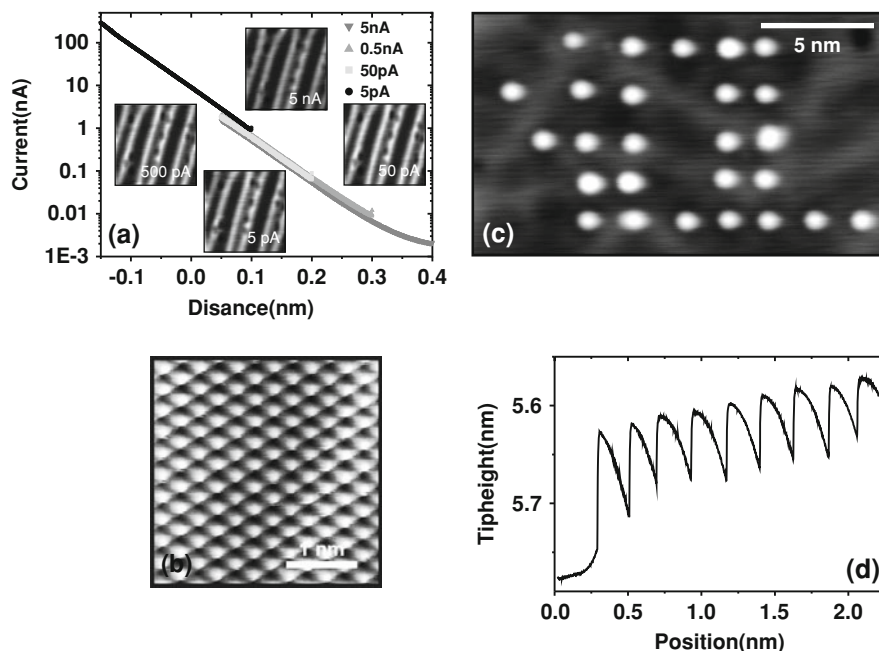 100
10
1
0.1
0.01
1E-3
Current(nA)
5nA
0.5nA
50pA
5pA
5 nA
500 pA
50 pA
5 pA
(a)
-0.1 0.0 0.1 0.2 0.3 0.4
Disance(nm)
5 nm
(c)
1 nm
(b)
5.6
5.7
Tipheight(nm)
(d)
0.0 0.5 1.0 1.5 2.0
Position(nm)